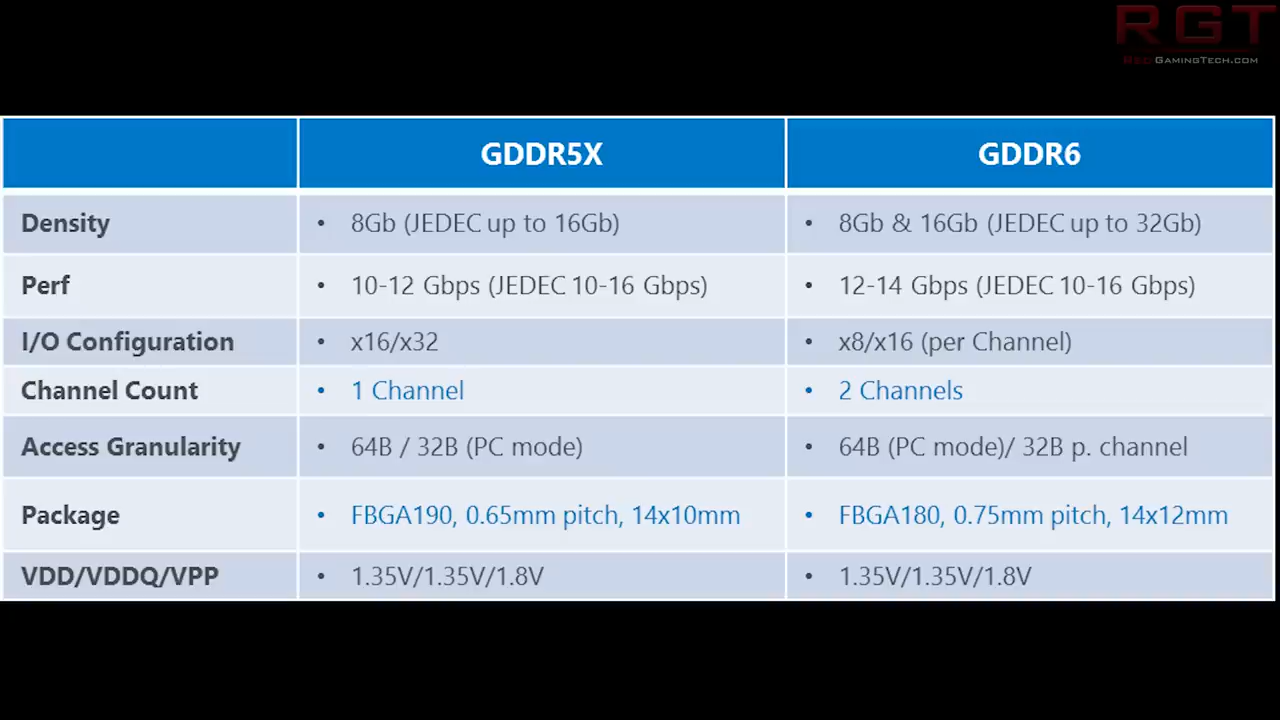 RGT
RedGamingTech.com
GDDR5X GDDR6
Density • 8Gb (JEDEC up to 16Gb) • 8Gb & 16Gb (JEDEC up to 32Gb)
Perf • 10-12 Gbps (JEDEC 10-16 Gbps) • 12-14 Gbps (JEDEC 10-16 Gbps)
I/O Configuration • x16/x32 • x8/x16 (per Channel)
Channel Count • 1 Channel • 2 Channels
Access Granularity • 64B / 32B (PC mode) • 64B (PC mode)/ 32B p. channel
Package • FBGA190, 0.65mm pitch, 14x10mm • FBGA180, 0.75mm pitch, 14x12mm
VDD/VDDQ/VPP • 1.35V/1.35V/1.8V • 1.35V/1.35V/1.8V